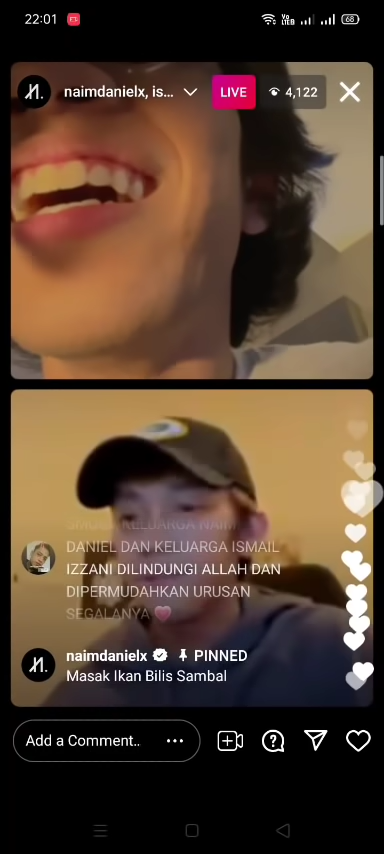 22:01
68
naimdanielx, is...
LIVE
4,122
DANIEL DAN KELUARGA ISMAIL
IZZANI DILINDUNGI ALLAH DAN
DIPERMUDAHKAN URUSAN
SEGALANYA 💗
naimdanielx PINNED
Masak Ikan Bilis Sambal
Add a Comment..